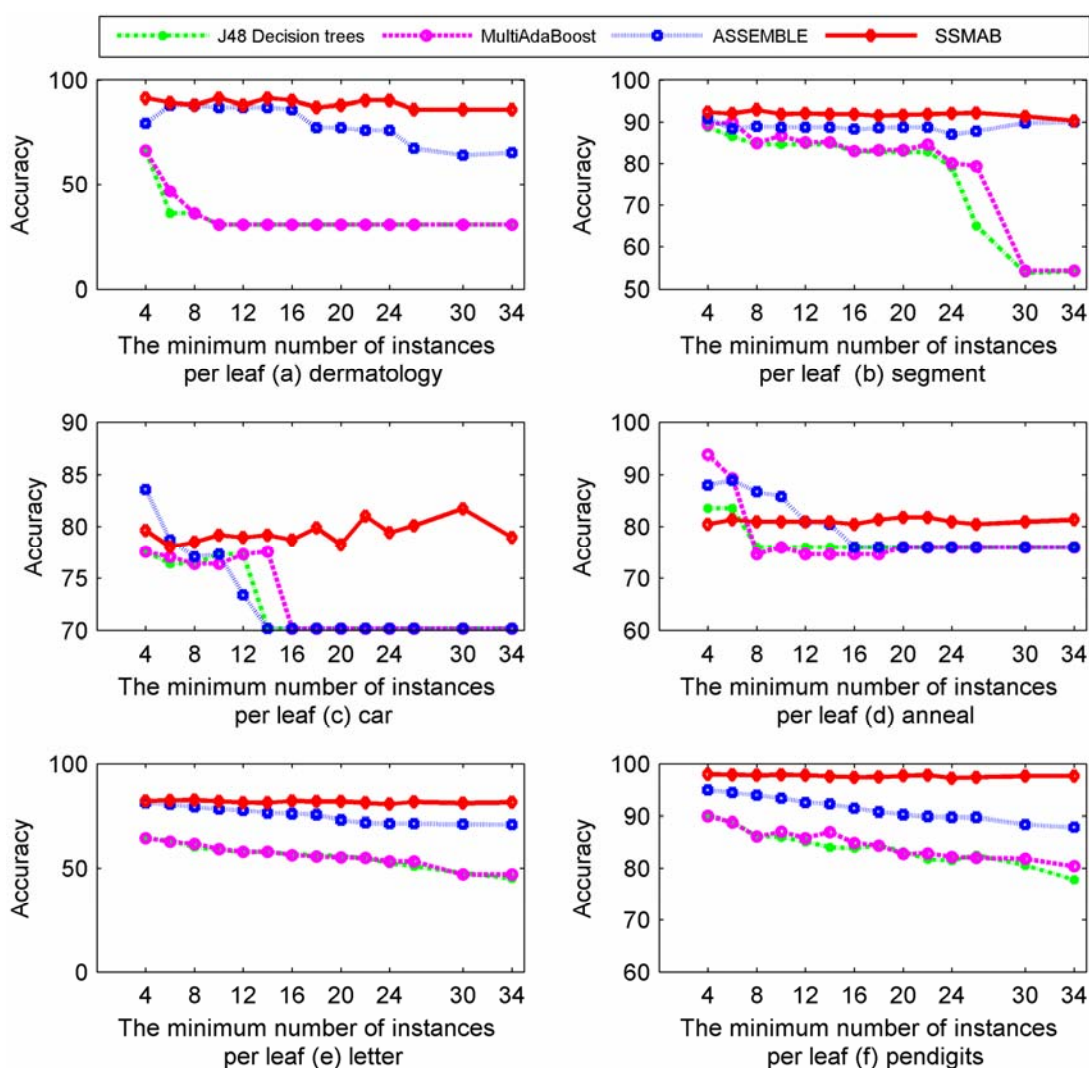 J48 Decision trees MultiAdaBoost ASSEMBLE SSMAB
100
50
0
Accuracy
4 8 12 16 20 24 30 34
The minimum number of instances
per leaf (a) dermatology
100
90
80
70
60
50
Accuracy
4 8 12 16 20 24 30 34
The minimum number of instances
per leaf (b) segment
90
85
80
75
70
Accuracy
4 8 12 16 20 24 30 34
The minimum number of instances
per leaf (c) car
100
90
80
70
60
Accuracy
4 8 12 16 20 24 30 34
The minimum number of instances
per leaf (d) anneal
100
50
0
Accuracy
4 8 12 16 20 24 30 34
The minimum number of instances
per leaf (e) letter
100
90
80
70
60
Accuracy
4 8 12 16 20 24 30 34
The minimum number of instances
per leaf (f) pendigits